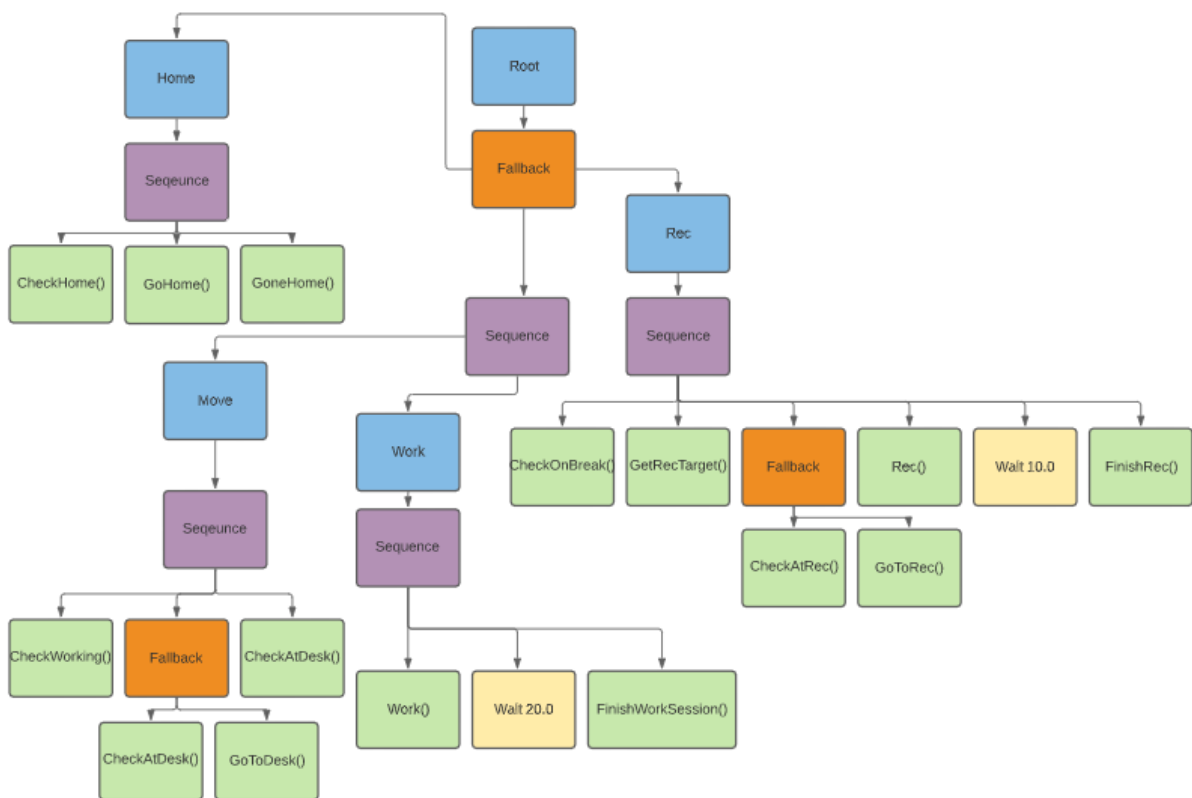 Home
Root
Fallback
Seqeunce
Rec
CheckHome()
GoHome()
GoneHome()
Sequence
Sequence
Move
Work
CheckOnBreak()
GetRecTarget()
Fallback
Rec()
Wait 10.0
FinishRec()
Seqeunce
Sequence
CheckAtRec()
GoToRec()
CheckWorking()
Fallback
CheckAtDesk()
Work()
Wait 20.0
FinishWorkSession()
CheckAtDesk()
GoToDesk()